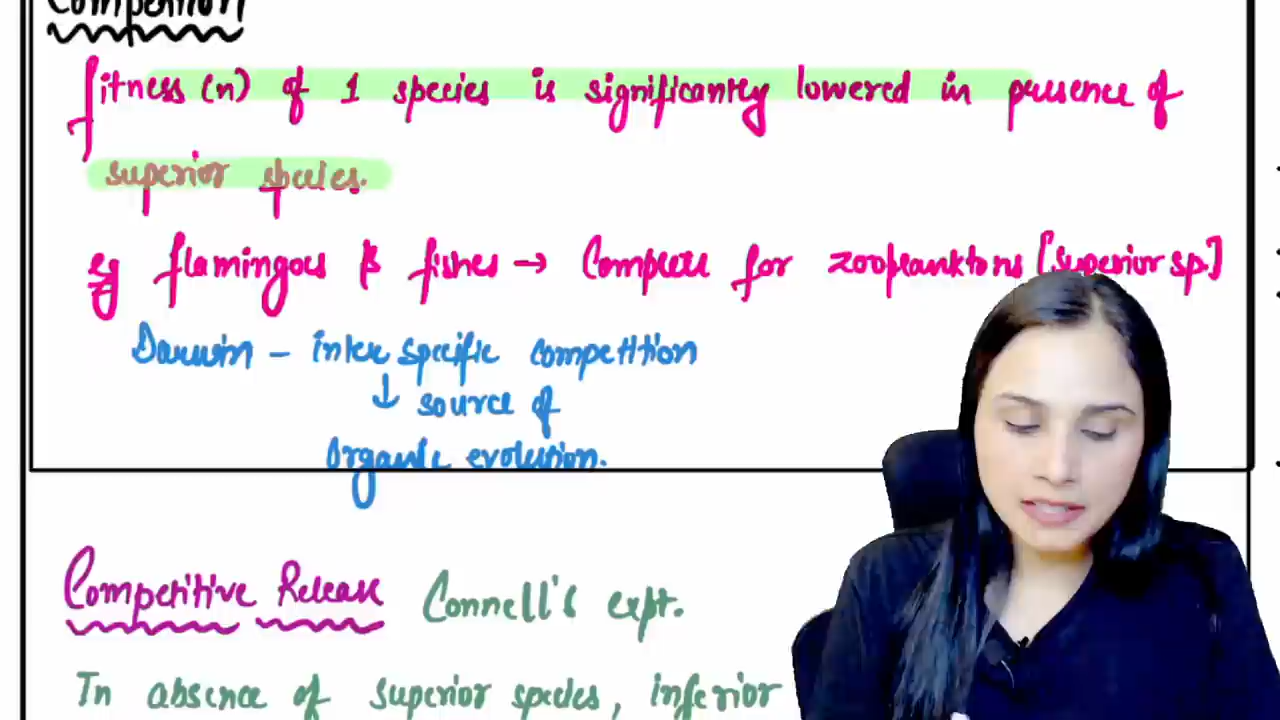 Competition
fitness (n) of 1 species is significantly lowered in presence of
superior species.
eg flamingoes & fishes → Compete for zooplanktons [superior sp.]
Darwin – interspecific competition
↓ source of
Organic evolution.
Competitive Release Connell's expt.
In absence of superior species, inferior